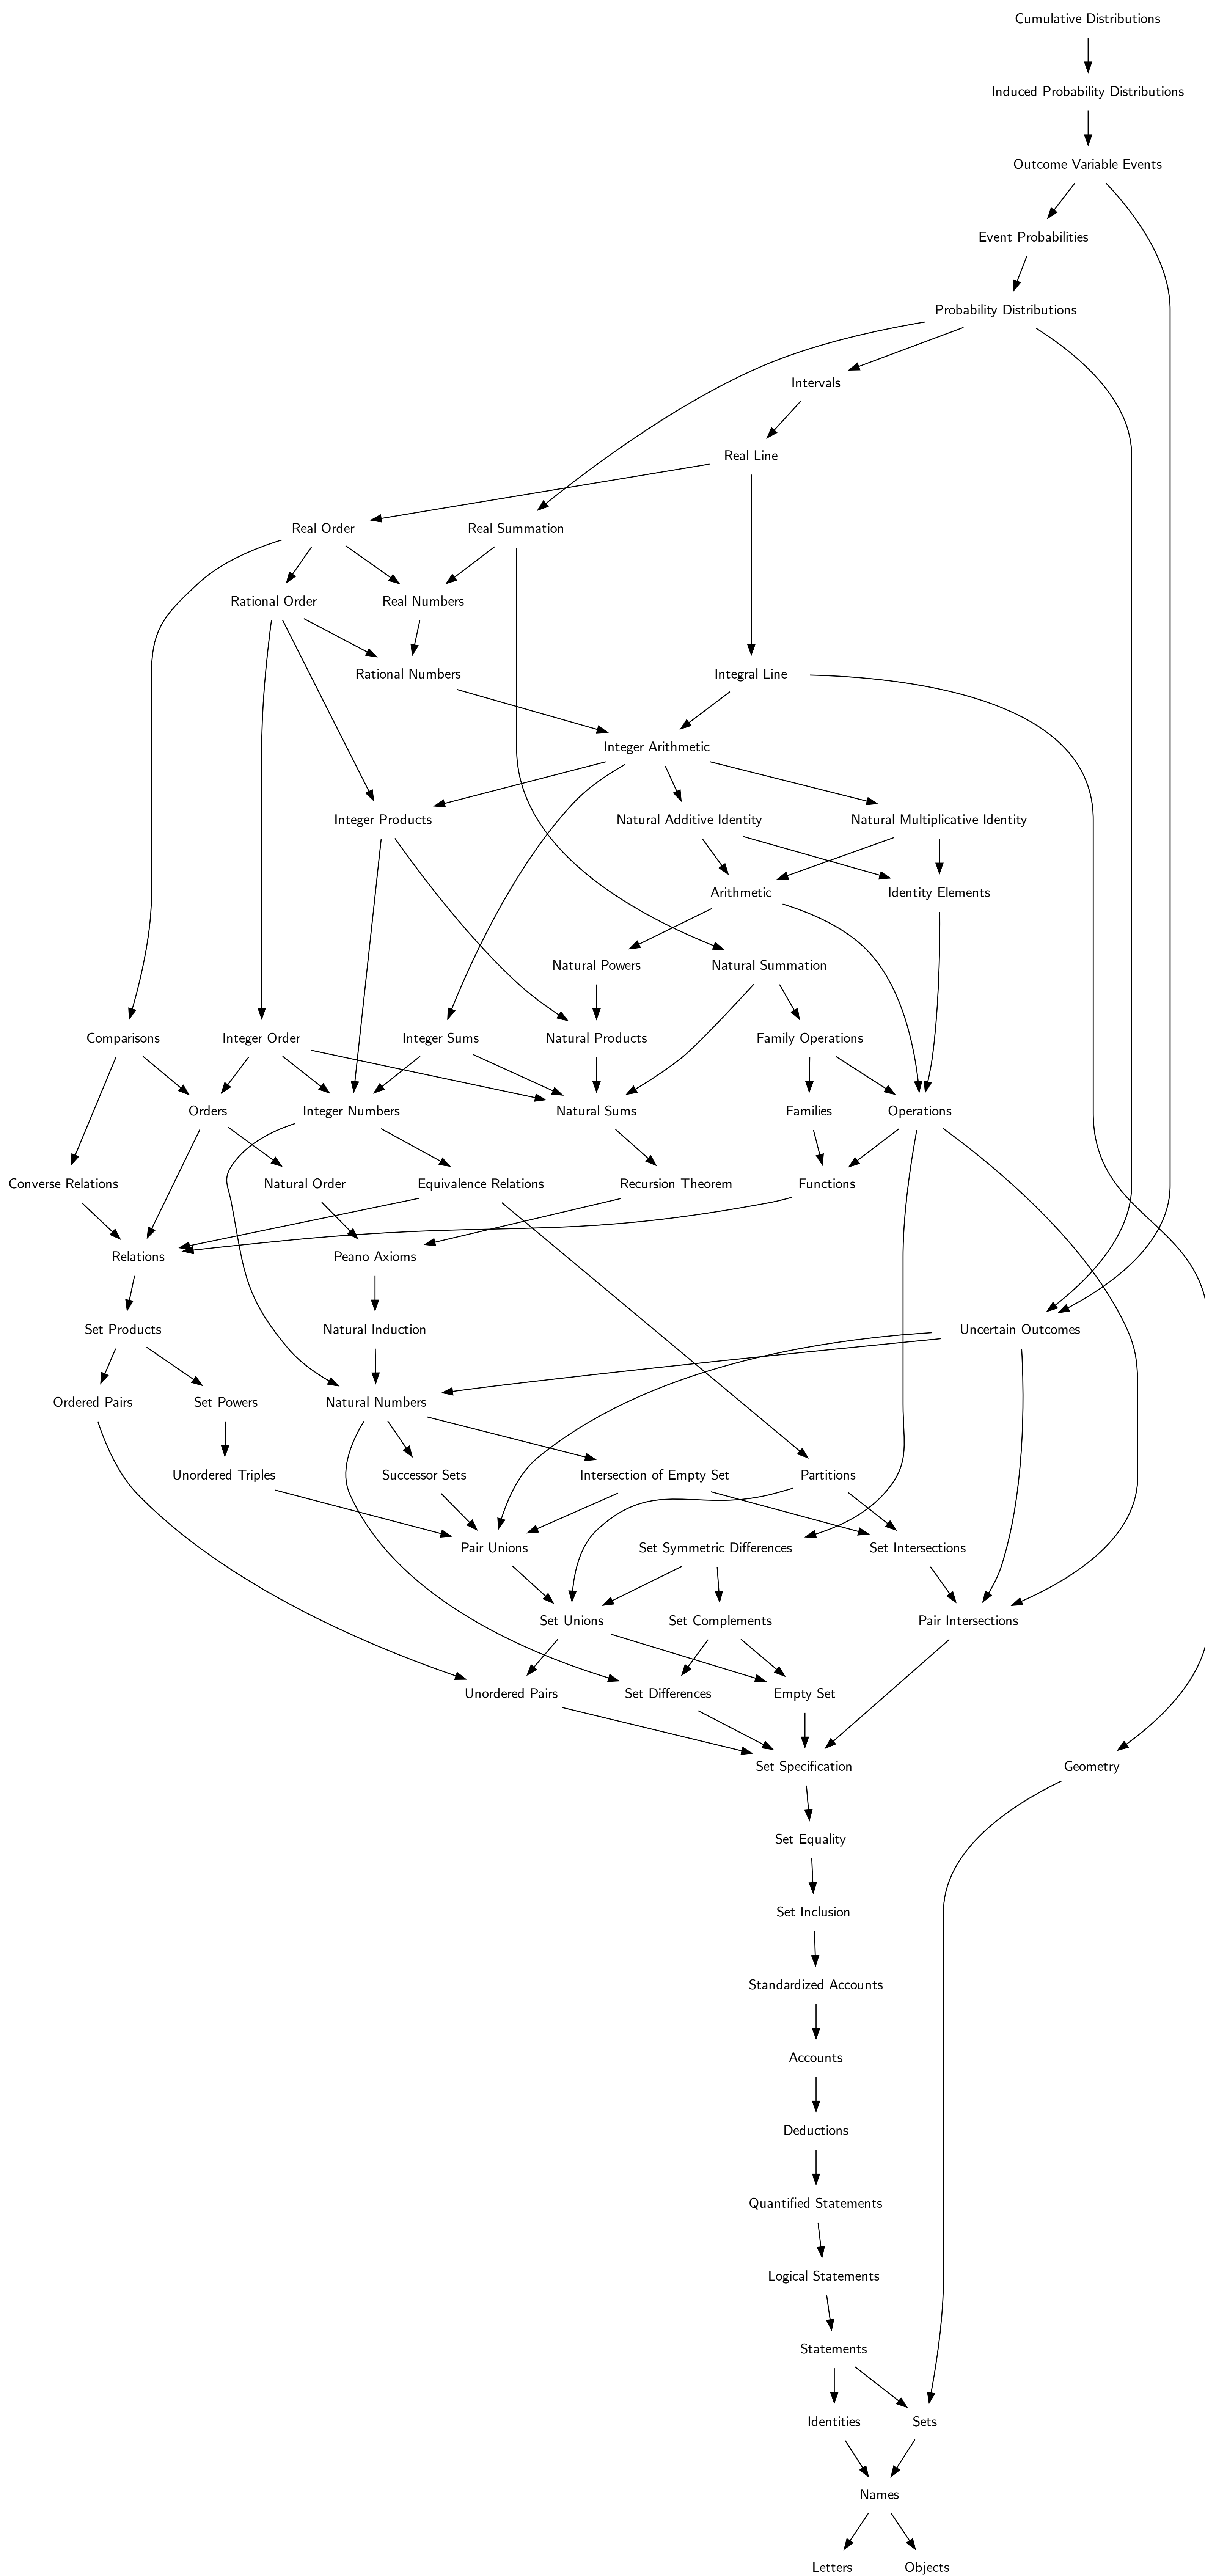 Cumulative Distributions
Induced Probability Distributions
Outcome Variable Events
Event Probabilities
Probability Distributions
Intervals
Real Line
Real Order
Real Summation
Rational Order
Real Numbers
Rational Numbers
Integral Line
Integer Arithmetic
Integer Products
Natural Additive Identity
Natural Multiplicative Identity
Arithmetic
Identity Elements
Natural Powers
Natural Summation
Comparisons
Integer Order
Integer Sums
Natural Products
Family Operations
Orders
Integer Numbers
Natural Sums
Families
Operations
Converse Relations
Natural Order
Equivalence Relations
Recursion Theorem
Functions
Relations
Peano Axioms
Set Products
Natural Induction
Uncertain Outcomes
Ordered Pairs
Set Powers
Natural Numbers
Unordered Triples
Successor Sets
Intersection of Empty Set
Partitions
Pair Unions
Set Symmetric Differences
Set Intersections
Set Unions
Set Complements
Pair Intersections
Unordered Pairs
Set Differences
Empty Set
Set Specification
Geometry
Set Equality
Set Inclusion
Standardized Accounts
Accounts
Deductions
Quantified Statements
Logical Statements
Statements
Identities
Sets
Names
Letters
Objects